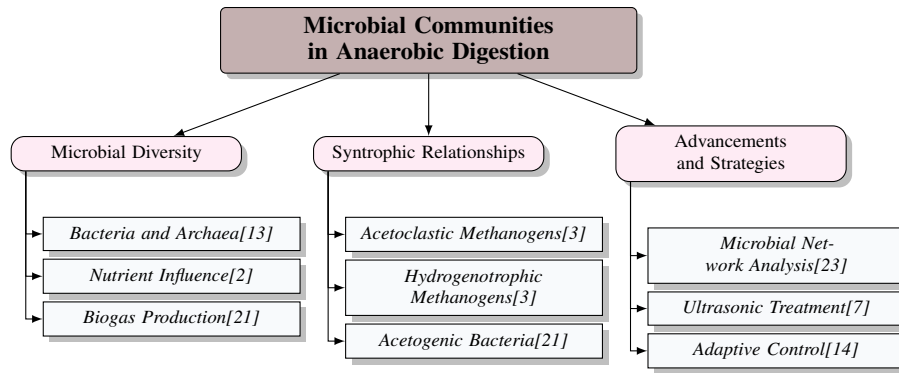 Microbial Communities
in Anaerobic Digestion
Microbial Diversity
Bacteria and Archaea[13]
Nutrient Influence[2]
Biogas Production[21]
Syntrophic Relationships
Acetoclastic Methanogens[3]
Hydrogenotrophic
Methanogens[3]
Acetogenic Bacteria[21]
Advancements
and Strategies
Microbial Net-
work Analysis[23]
Ultrasonic Treatment[7]
Adaptive Control[14]